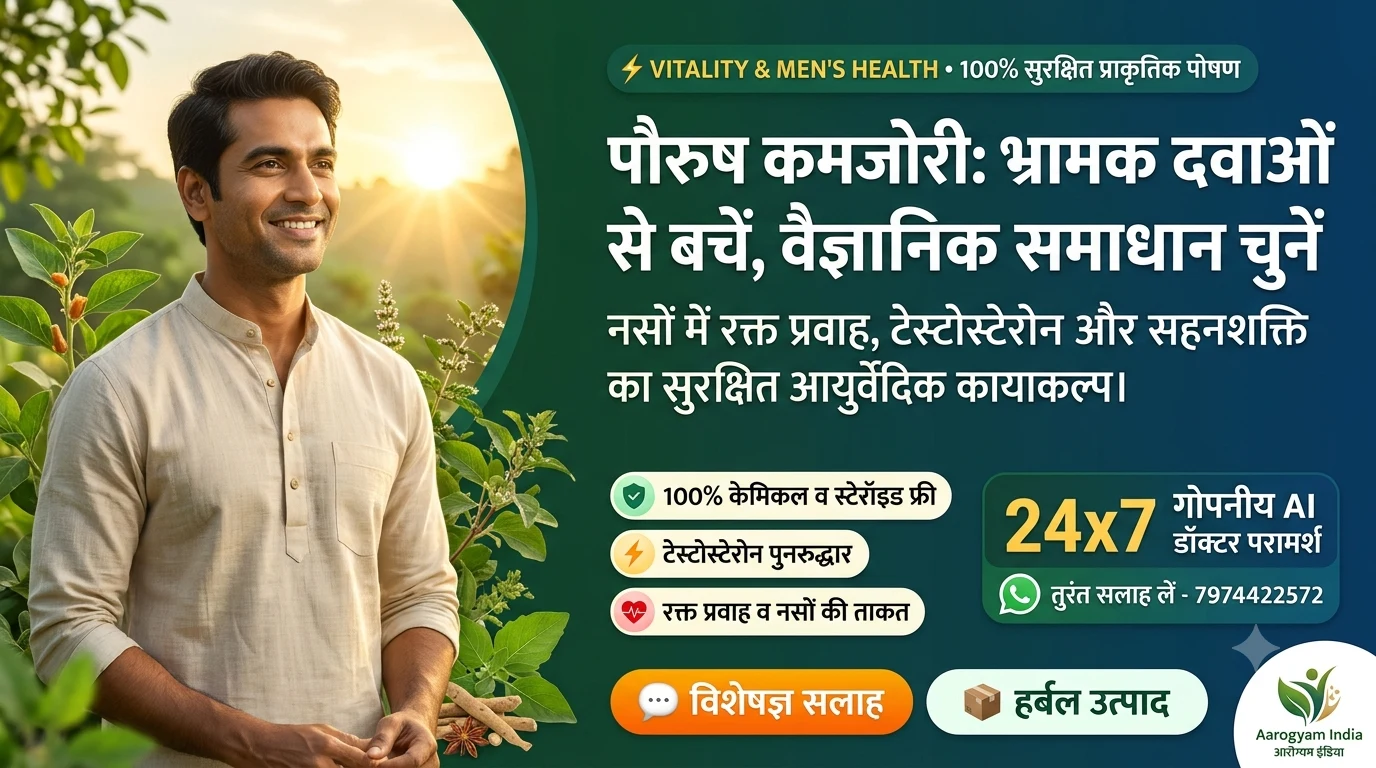 VITALITY & MEN'S HEALTH • 100% सुरक्षित प्राकृतिक पोषण
पौरुष कमजोरी: भ्रामक दवाओं
से बचें, वैज्ञानिक समाधान चुनें
नसों में रक्त प्रवाह, टेस्टोस्टेरोन और सहनशक्ति
का सुरक्षित आयुर्वेदिक कायाकल्प।
100% केमिकल व स्टेरॉइड फ्री
टेस्टोस्टेरोन पुनरुद्धार
रक्त प्रवाह व नसों की ताकत
24x7 गोपनीय AI
डॉक्टर परामर्श
तुरंत सलाह लें - 7974422572
विशेषज्ञ सलाह
हर्बल उत्पाद
Aarogyam India
आरोग्यम इंडिया